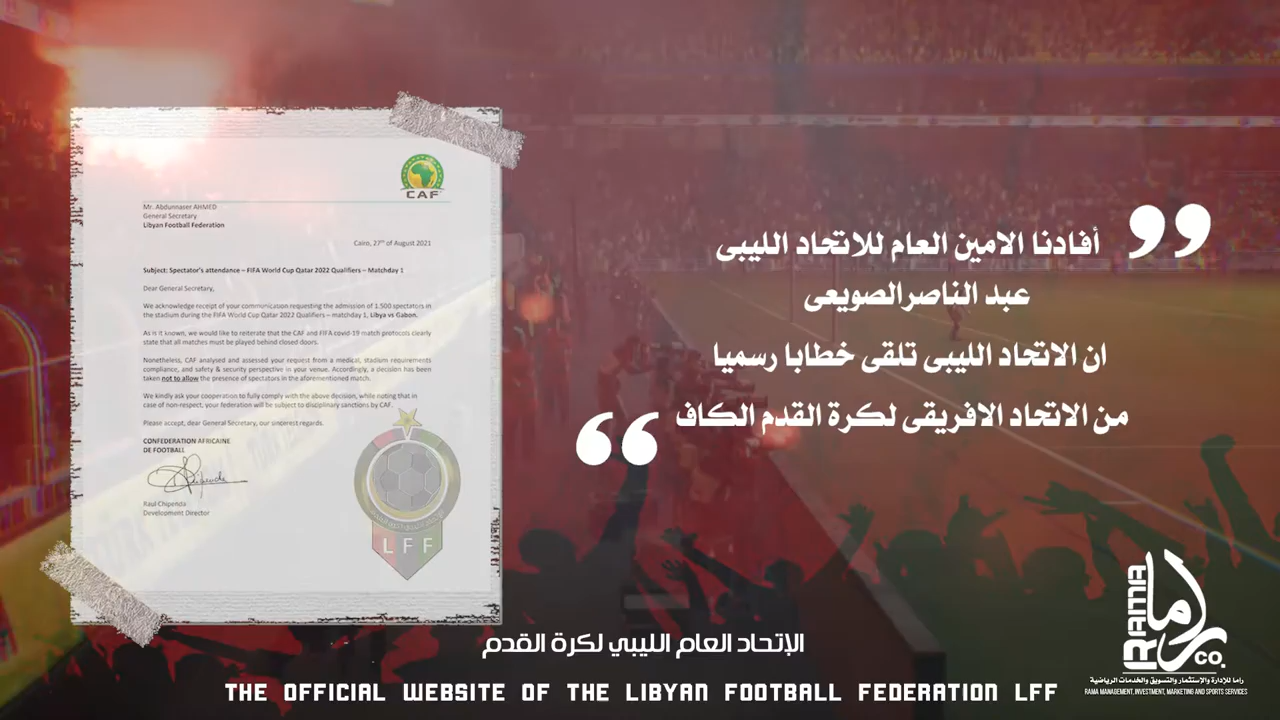 CAF
Mr. Abdunnaser AHMED
General Secretary
Libyan Football Federation
Cairo, 27th of August 2021
Subject: Spectator's attendance – FIFA World Cup Qatar 2022 Qualifiers – Matchday 1
Dear General Secretary,
We acknowledge receipt of your communication requesting the admission of 1,500 spectators in
the stadium during the FIFA World Cup Qatar 2022 Qualifiers – matchday 1, Libya vs Gabon.
As it is known, we would like to reiterate that the CAF and FIFA covid-19 match protocols clearly
state that all matches must be played behind closed doors.
Nonetheless, CAF analysed and assessed your request from a medical, stadium requirements
compliance, and safety & security perspective in your venue. Accordingly, a decision has been
taken not to allow the presence of spectators in the aforementioned match.
We kindly ask your cooperation to fully comply with the above decision, while noting that in
case of non-respect, your federation will be subject to disciplinary sanctions by CAF.
Please accept, dear General Secretary, our sincerest regards.
CONFEDERATION AFRICAINE
DE FOOTBALL
Raul Chipenda
Development Director
LFF
أفادنا الامين العام للاتحاد الليبى
عبد الناصر الصويعى
ان الاتحاد الليبى تلقى خطابا رسميا
من الاتحاد الافريقى لكرة القدم الكاف
الإتحاد العام الليبي لكرة القدم
THE OFFICIAL WEBSITE OF THE LIBYAN FOOTBALL FEDERATION LFF
راما
RAMA
CO.
راما للإدارة والإستثمار والتسويق والخدمات الرياضية
RAMA MANAGEMENT, INVESTMENT, MARKETING AND SPORTS SERVICES